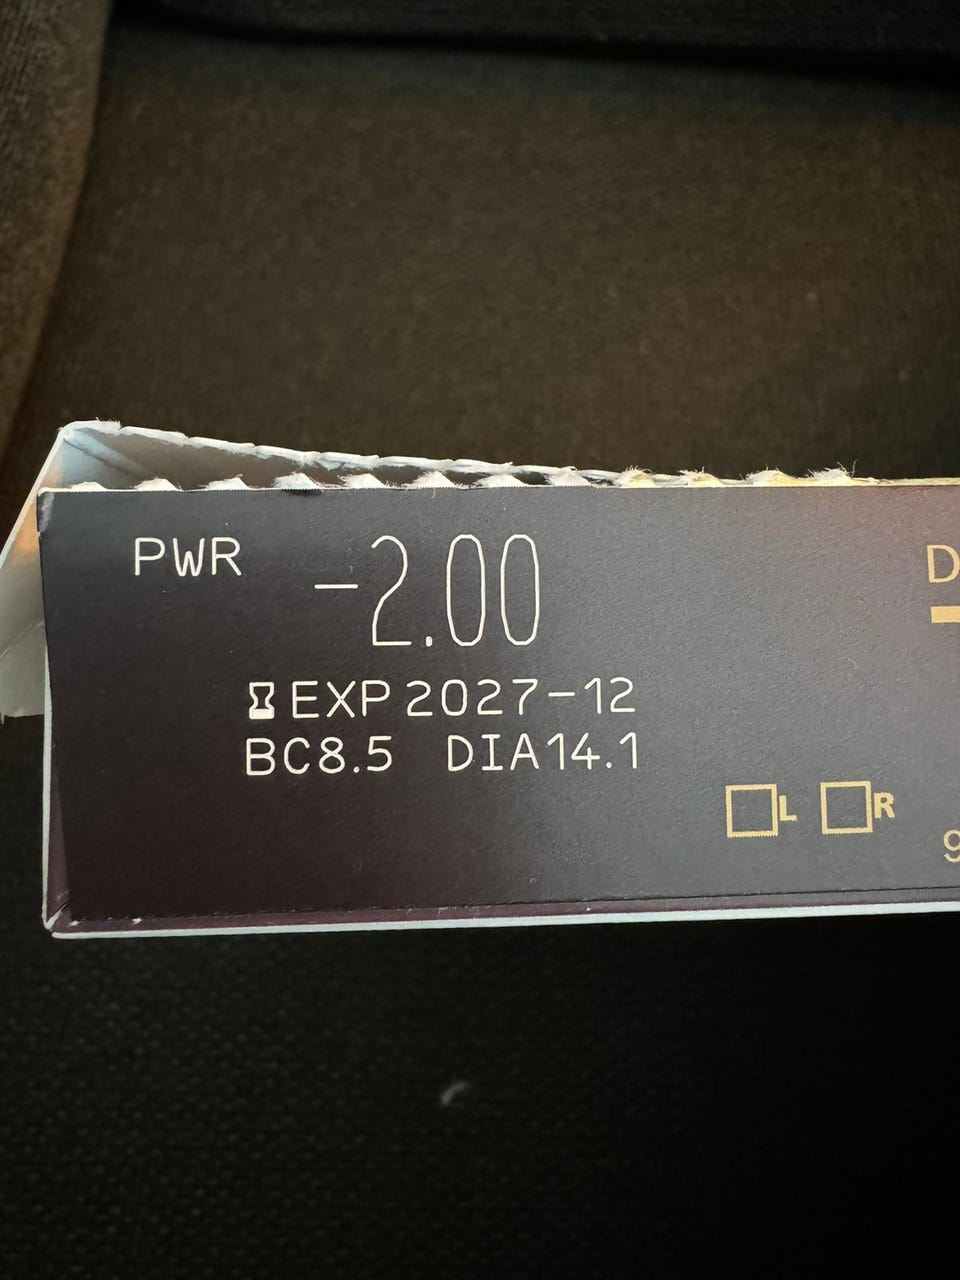 PWR -2.00
EXP 2027-12
BC8.5 DIA14.1
L R